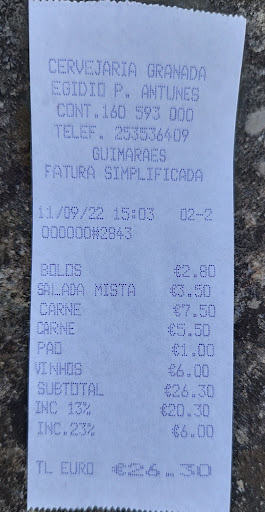 CERVEJARIA GRANADA
EGIDIO P. ANTUNES
CONT.160 593 000
TELEF. 253536409
GUIMARAES
FATURA SIMPLIFICADA
11/09/22 15:03 02-2
000000#2843
BOLOS €2.80
SALADA MISTA €3.50
CARNE €7.50
CARNE €5.50
PAO €1.00
VINHOS €6.00
SUBTOTAL €26.30
INC 13% €20.30
INC.23% €6.00
TL EURO €26.30